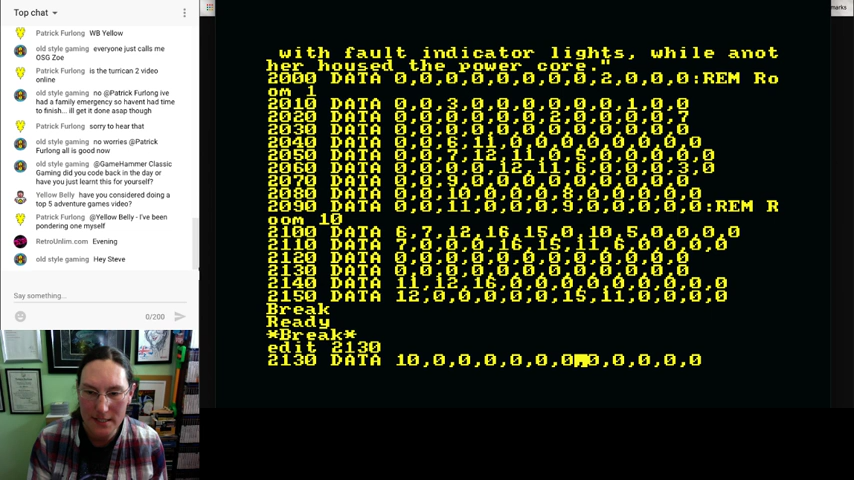 Top chat
Patrick Furlong WB Yellow
old style gaming everyone just calls me
OSG Zoe
Patrick Furlong is the turrican 2 video
online
old style gaming no @Patrick Furlong ive
had a family emergency so havent had time
to finish... ill get it done asap though
Patrick Furlong sorry to hear that
old style gaming no worries @Patrick
Furlong all is good now
old style gaming @GameHammer Classic
Gaming did you code back in the day or
have you just learnt this for yourself?
Yellow Belly have you considered doing a
top 5 adventure games video?
Patrick Furlong @Yellow Belly - I've been
pondering one myself
RetroUnlim.com Evening
old style gaming Hey Steve
Say something...
0/200
marks
with fault indicator lights, while anot
her housed the power core."
2000 DATA 0,0,0,0,0,0,0,0,2,0,0,0:REM Ro
om 1
2010 DATA 0,0,3,0,0,0,0,0,0,1,0,0
2020 DATA 0,0,0,0,0,0,2,0,0,0,0,7
2030 DATA 0,0,0,0,0,0,0,0,0,0,0,0
2040 DATA 0,0,6,11,0,0,0,0,0,0,0,0
2050 DATA 0,0,7,12,11,0,5,0,0,0,0,0
2060 DATA 0,0,0,0,12,11,6,0,0,0,3,0
2070 DATA 0,0,9,0,0,0,0,0,0,0,0,0
2080 DATA 0,0,10,0,0,0,8,0,0,0,0,0
2090 DATA 0,0,11,0,0,0,9,0,0,0,0,0:REM R
oom 10
2100 DATA 6,7,12,16,15,0,10,5,0,0,0,0
2110 DATA 7,0,0,0,16,15,11,6,0,0,0,0
2120 DATA 0,0,0,0,0,0,0,0,0,0,0,0
2130 DATA 0,0,0,0,0,0,0,0,0,0,0,0
2140 DATA 11,12,16,0,0,0,0,0,0,0,0,0
2150 DATA 12,0,0,0,0,0,15,11,0,0,0,0
Break
Ready
*Break*
edit 2130
2130 DATA 10,0,0,0,0,0,0,0,0,0,0,0